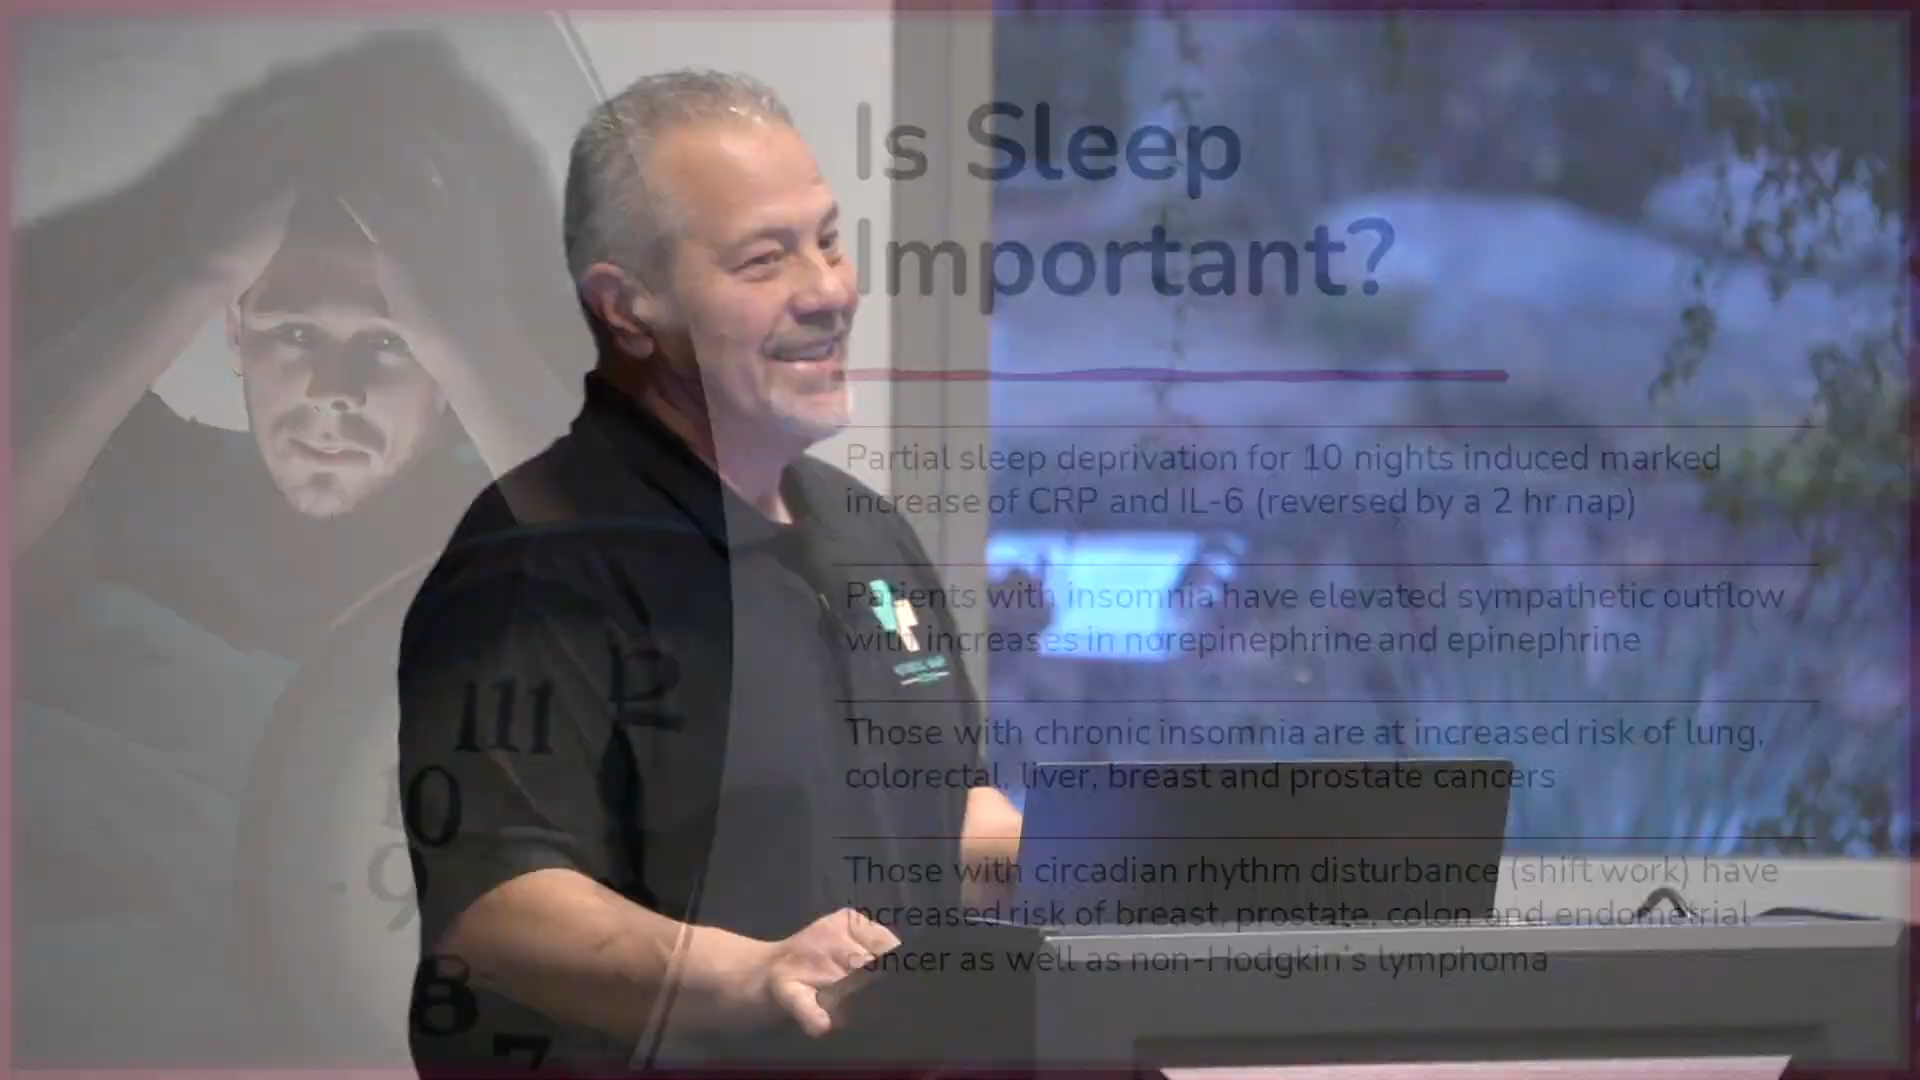 Is Sleep
Important?
Partial sleep deprivation for 10 nights induced marked
increase of CRP and IL-6 (reversed by a 2 hr nap)
Patients with insomnia have elevated sympathetic outflow
with increases in norepinephrine and epinephrine
Those with chronic insomnia are at increased risk of lung,
colorectal, liver, breast and prostate cancers
Those with circadian rhythm disturbance (shift work) have
increased risk of breast, prostate, colon and endometrial
cancer as well as non-Hodgkin's lymphoma
12
111
10
9
8
7